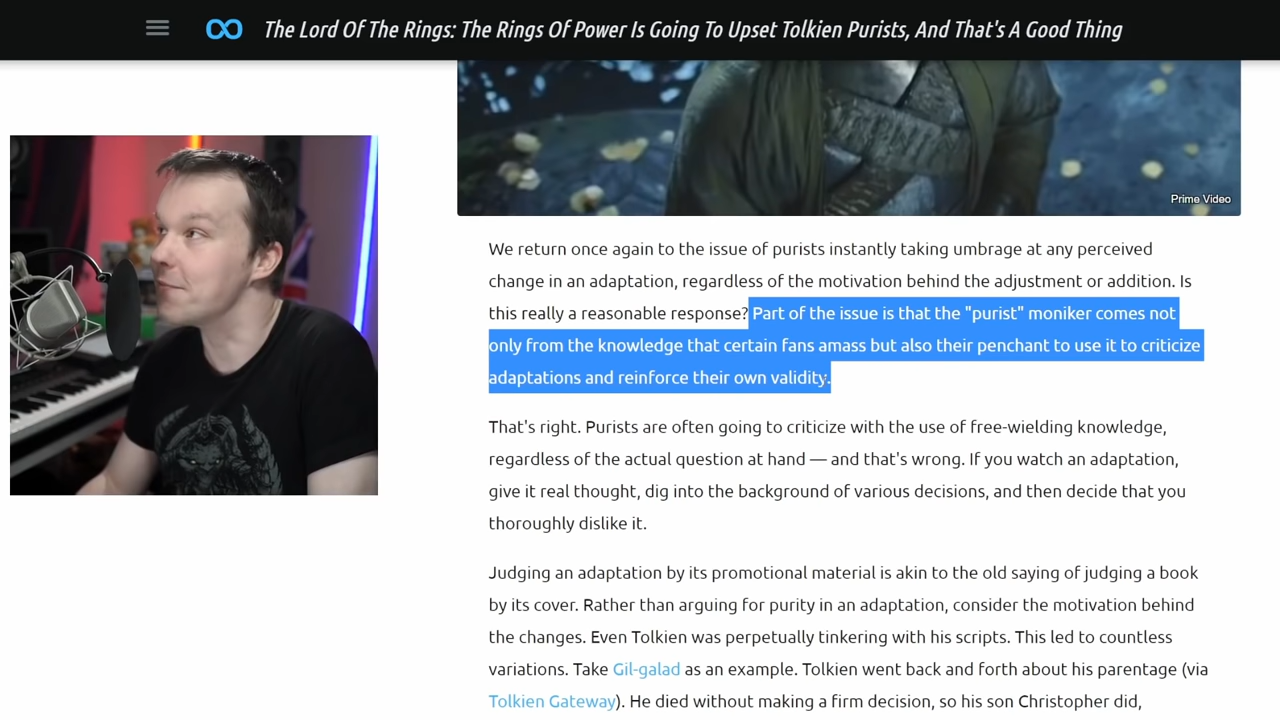 The Lord Of The Rings: The Rings Of Power Is Going To Upset Tolkien Purists, And That's A Good Thing
Prime Video
We return once again to the issue of purists instantly taking umbrage at any perceived
change in an adaptation, regardless of the motivation behind the adjustment or addition. Is
this really a reasonable response? Part of the issue is that the "purist" moniker comes not
only from the knowledge that certain fans amass but also their penchant to use it to criticize
adaptations and reinforce their own validity.
That's right. Purists are often going to criticize with the use of free-wielding knowledge,
regardless of the actual question at hand — and that's wrong. If you watch an adaptation,
give it real thought, dig into the background of various decisions, and then decide that you
thoroughly dislike it.
Judging an adaptation by its promotional material is akin to the old saying of judging a book
by its cover. Rather than arguing for purity in an adaptation, consider the motivation behind
the changes. Even Tolkien was perpetually tinkering with his scripts. This led to countless
variations. Take Gil-galad as an example. Tolkien went back and forth about his parentage (via
Tolkien Gateway). He died without making a firm decision, so his son Christopher did,